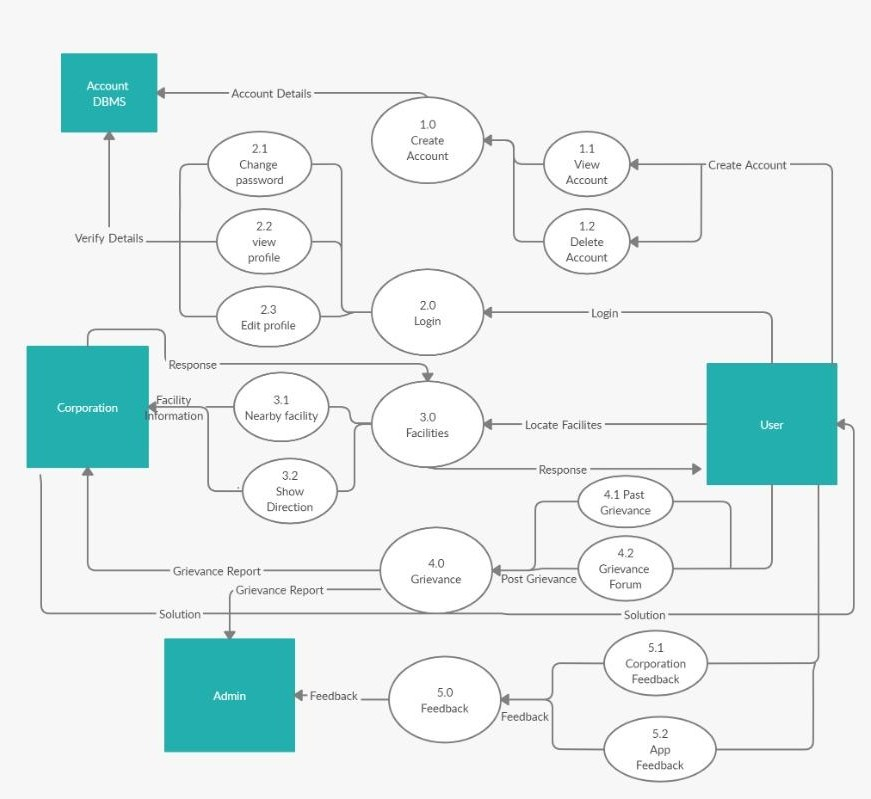 Account
DBMS
Account Details
1.0
Create
Account
2.1
Change
password
1.1
View
Account
Create Account
2.2
view
profile
1.2
Delete
Account
Verify Details
2.3
Edit profile
2.0
Login
Login
Response
Corporation
Facility
Information
3.1
Nearby facility
3.0
Facilities
Locate Facilites
User
Response
3.2
Show
Direction
4.1 Past
Grievance
4.0
Grievance
4.2
Grievance
Forum
Post Grievance
Grievance Report
Grievance Report
Solution
Solution
Admin
Feedback
5.0
Feedback
Feedback
5.1
Corporation
Feedback
5.2
App
Feedback